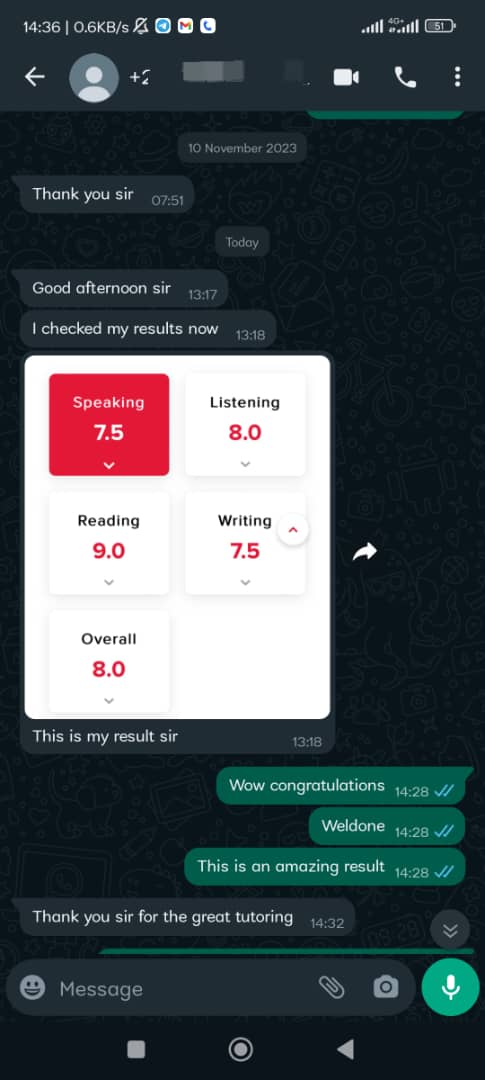 14:36 | 0.6KB/s
4G+
51
+2
10 November 2023
Thank you sir 07:51
Today
Good afternoon sir 13:17
I checked my results now 13:18
Speaking Listening
7.5 8.0
Reading Writing
9.0 7.5
Overall
8.0
This is my result sir 13:18
Wow congratulations 14:28
Weldone 14:28
This is an amazing result 14:28
Thank you sir for the great tutoring 14:32
Message